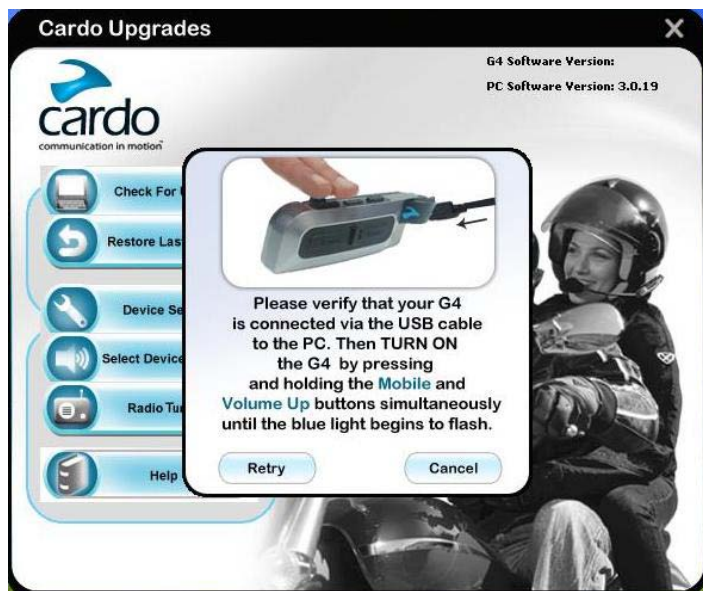 Cardo Upgrades
G4 Software Version:
PC Software Version: 3.0.19
cardo
communication in motion
Check For
Restore Las
Device Se
Select Device
Radio Tu
Help
Please verify that your G4
is connected via the USB cable
to the PC. Then TURN ON
the G4 by pressing
and holding the Mobile and
Volume Up buttons simultaneously
until the blue light begins to flash.
Retry
Cancel